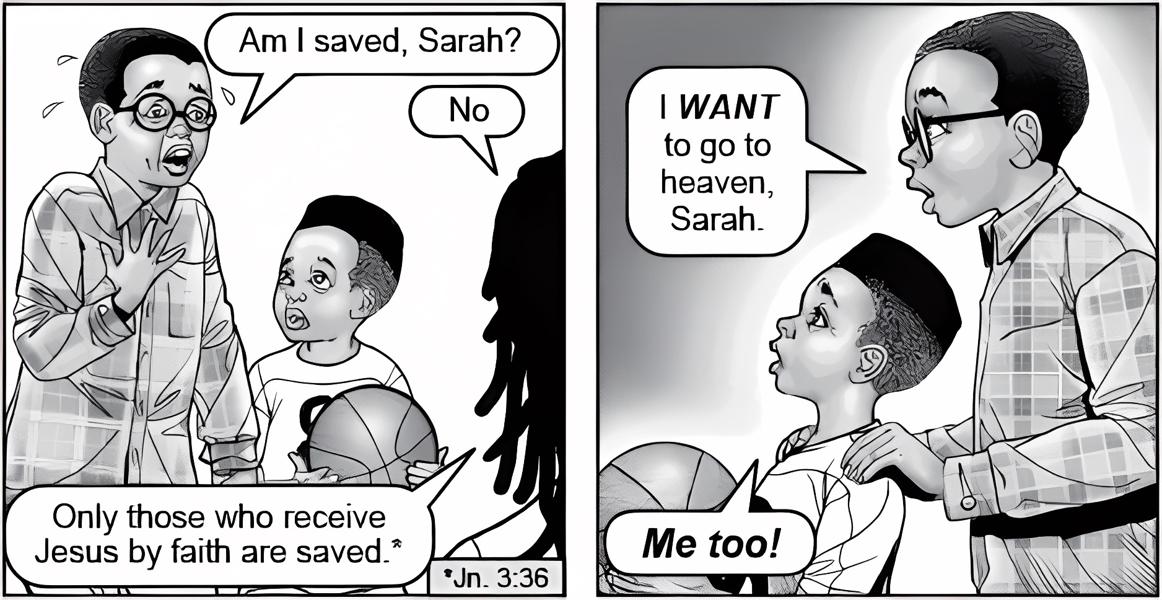 Am I saved, Sarah?
No
Only those who receive
Jesus by faith are saved.*
*Jn. 3:36
I WANT
to go to
heaven,
Sarah.
Me too!